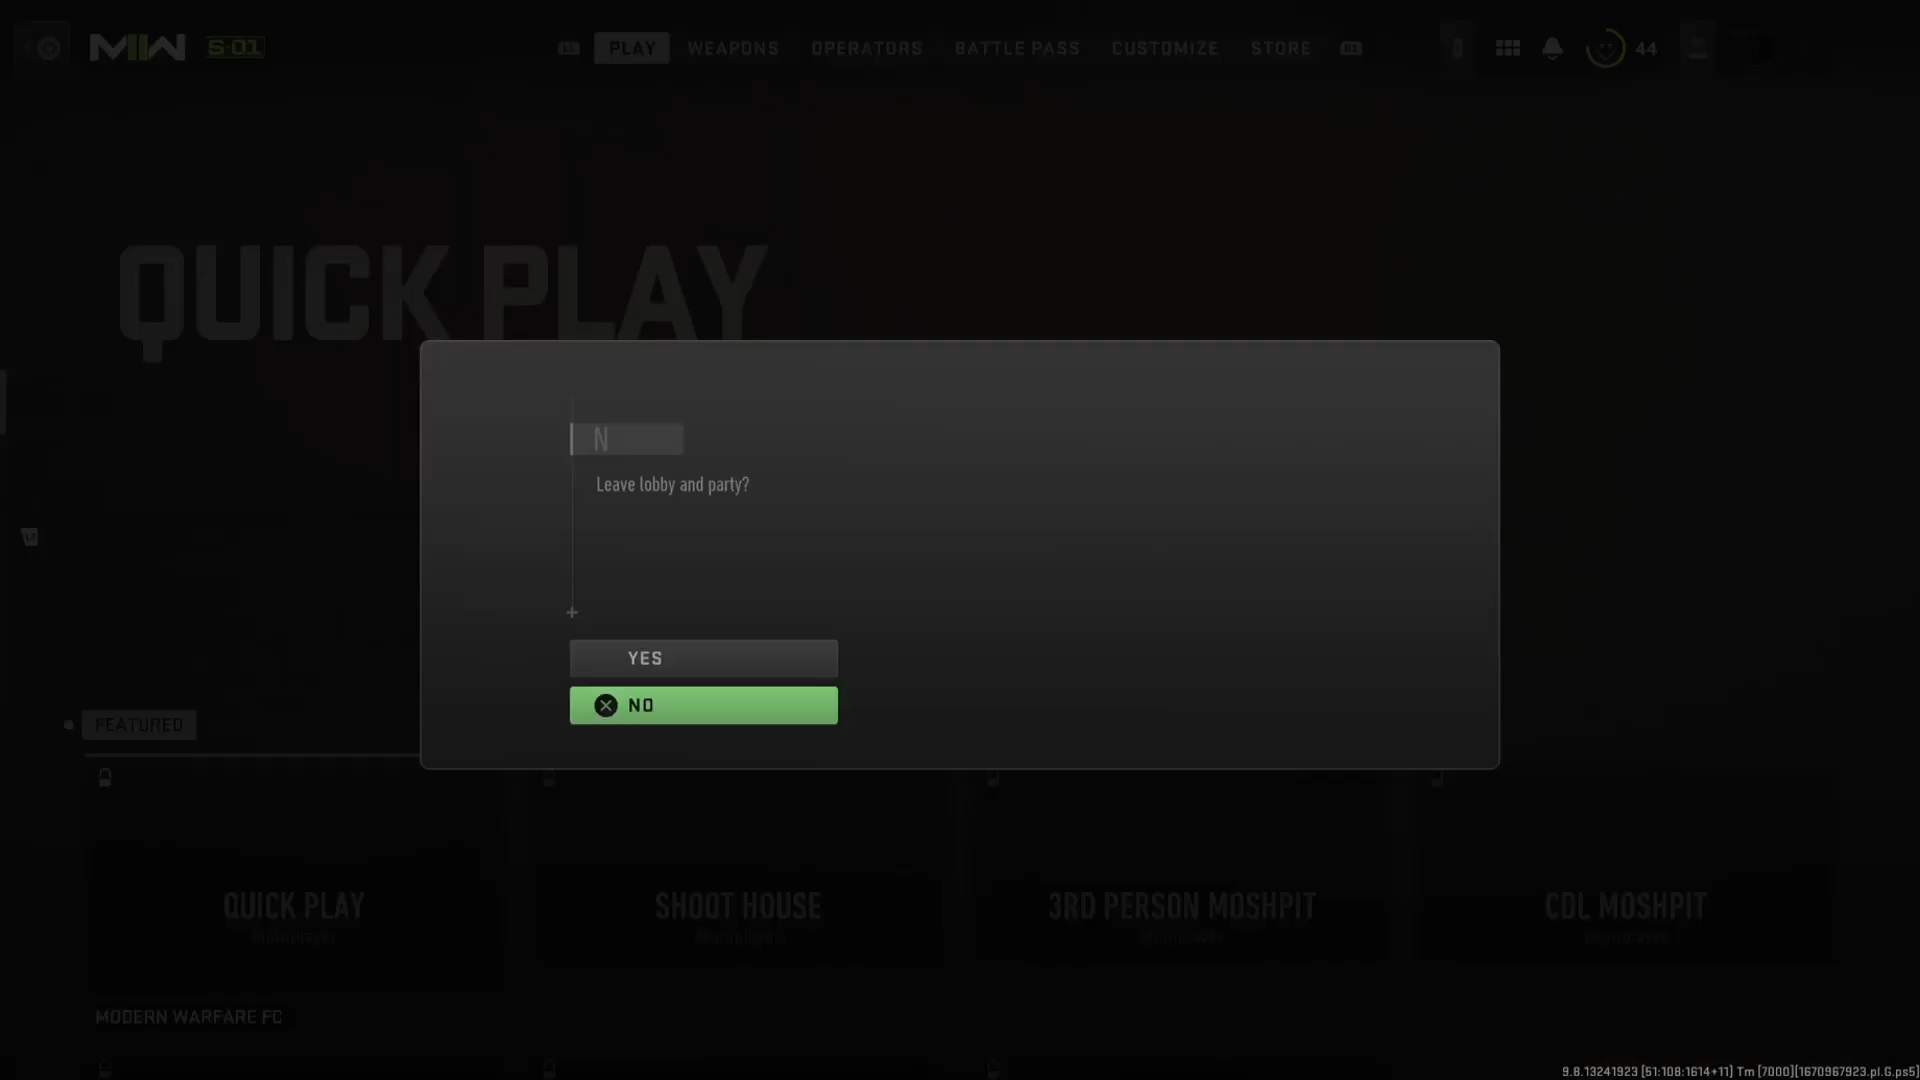 MWII S·01
PLAY WEAPONS OPERATORS BATTLE PASS CUSTOMIZE STORE
44
QUICK PLAY
N
Leave lobby and party?
YES
NO
FEATURED
QUICK PLAY
SHOOT HOUSE
3RD PERSON MOSHPIT
CDL MOSHPIT
MODERN WARFARE FC
9.8.13241923 [51:108:1614+11] Tm [7000][1670967923.pl.G.ps5]